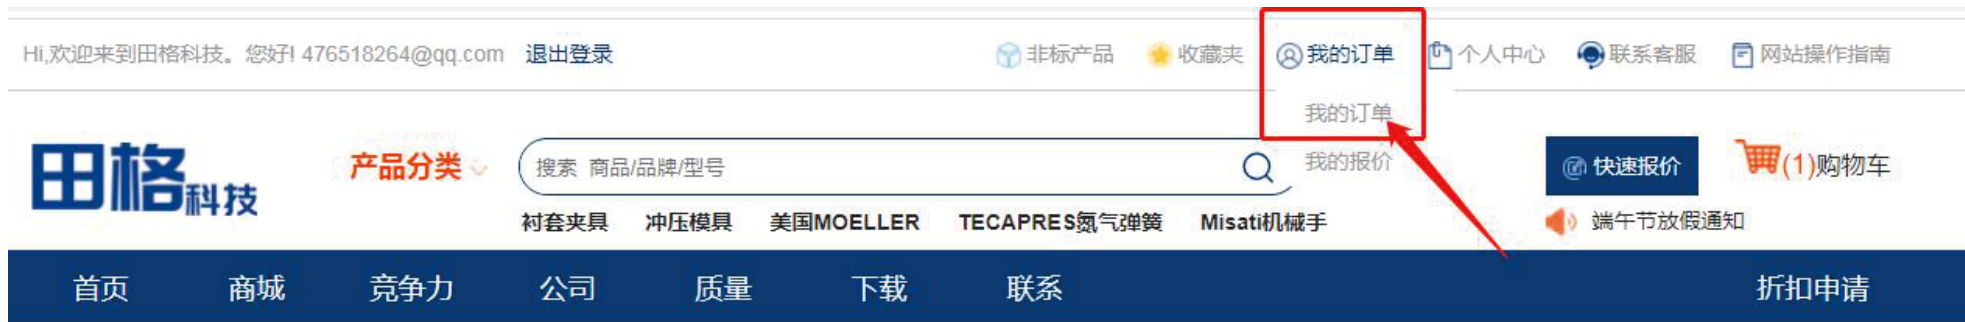 Hi,欢迎来到田格科技。您好! 476518264@qq.com 退出登录 非标产品 收藏夹 我的订单 个人中心 联系客服 网站操作指南
我的订单
田格科技 产品分类 搜索 商品/品牌/型号 我的报价 快速报价 (1)购物车
衬套夹具 冲压模具 美国MOELLER TECAPRES氮气弹簧 Misati机械手 端午节放假通知
首页 商城 竞争力 公司 质量 下载 联系 折扣申请